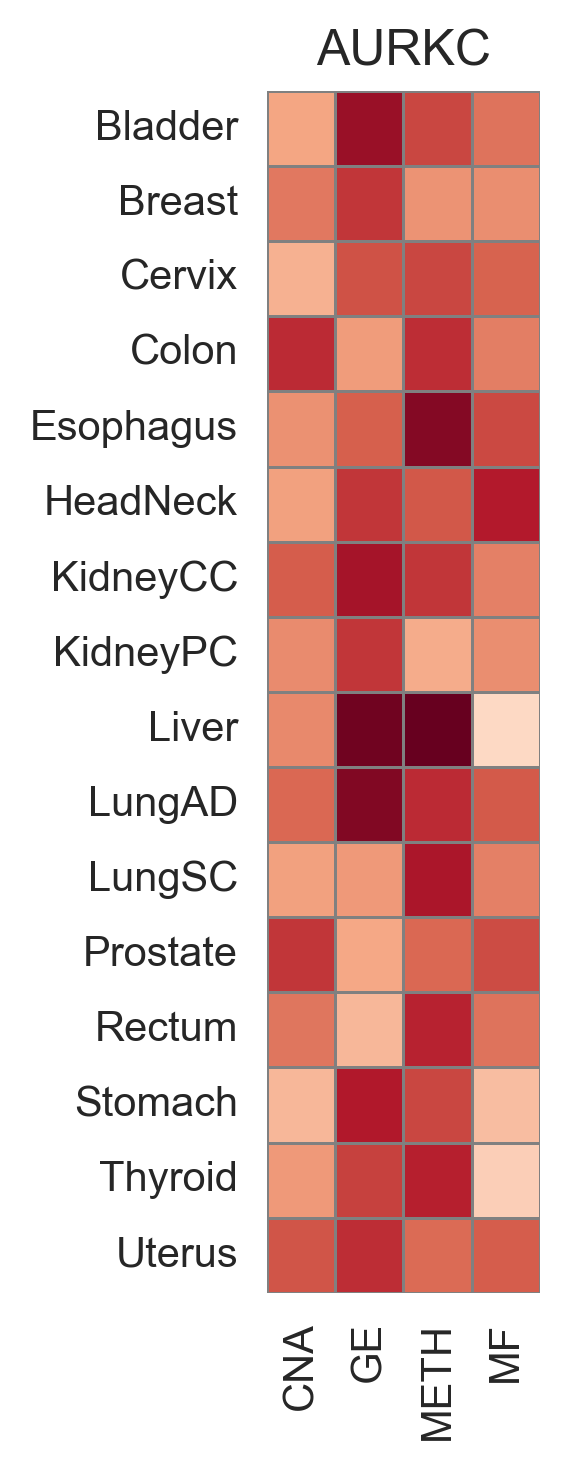 AURKC
Bladder
Breast
Cervix
Colon
Esophagus
HeadNeck
KidneyCC
KidneyPC
Liver
LungAD
LungSC
Prostate
Rectum
Stomach
Thyroid
Uterus
CNA
GE
METH
MF